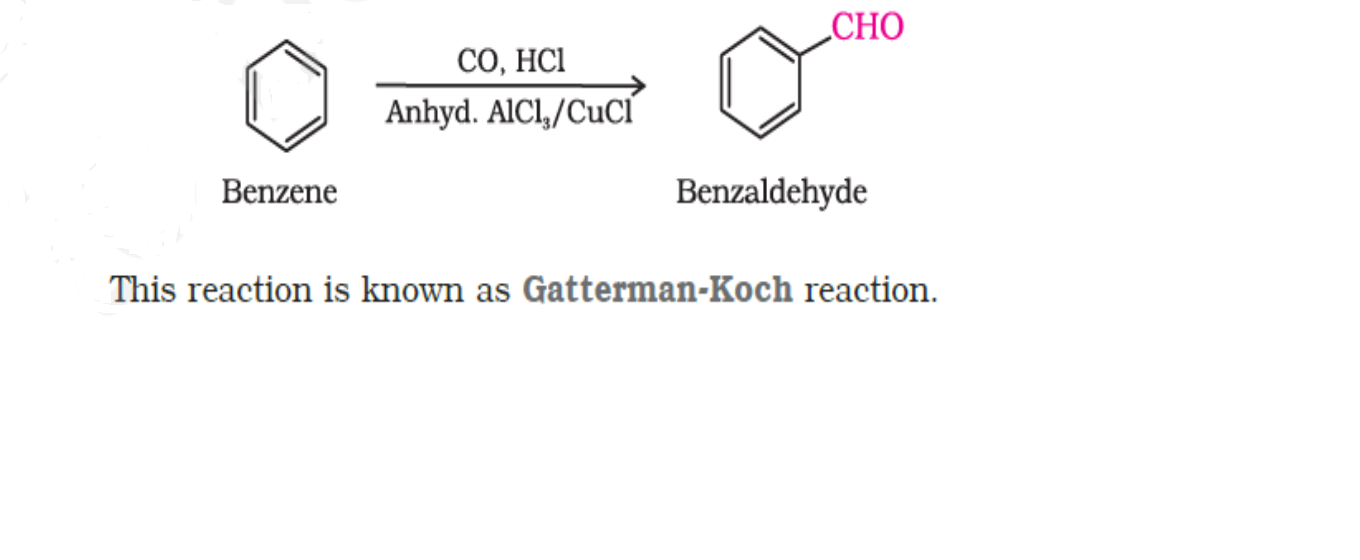 CHO
CO, HCl
Anhyd. AlCl₃/CuCl
Benzene Benzaldehyde
This reaction is known as Gatterman-Koch reaction.